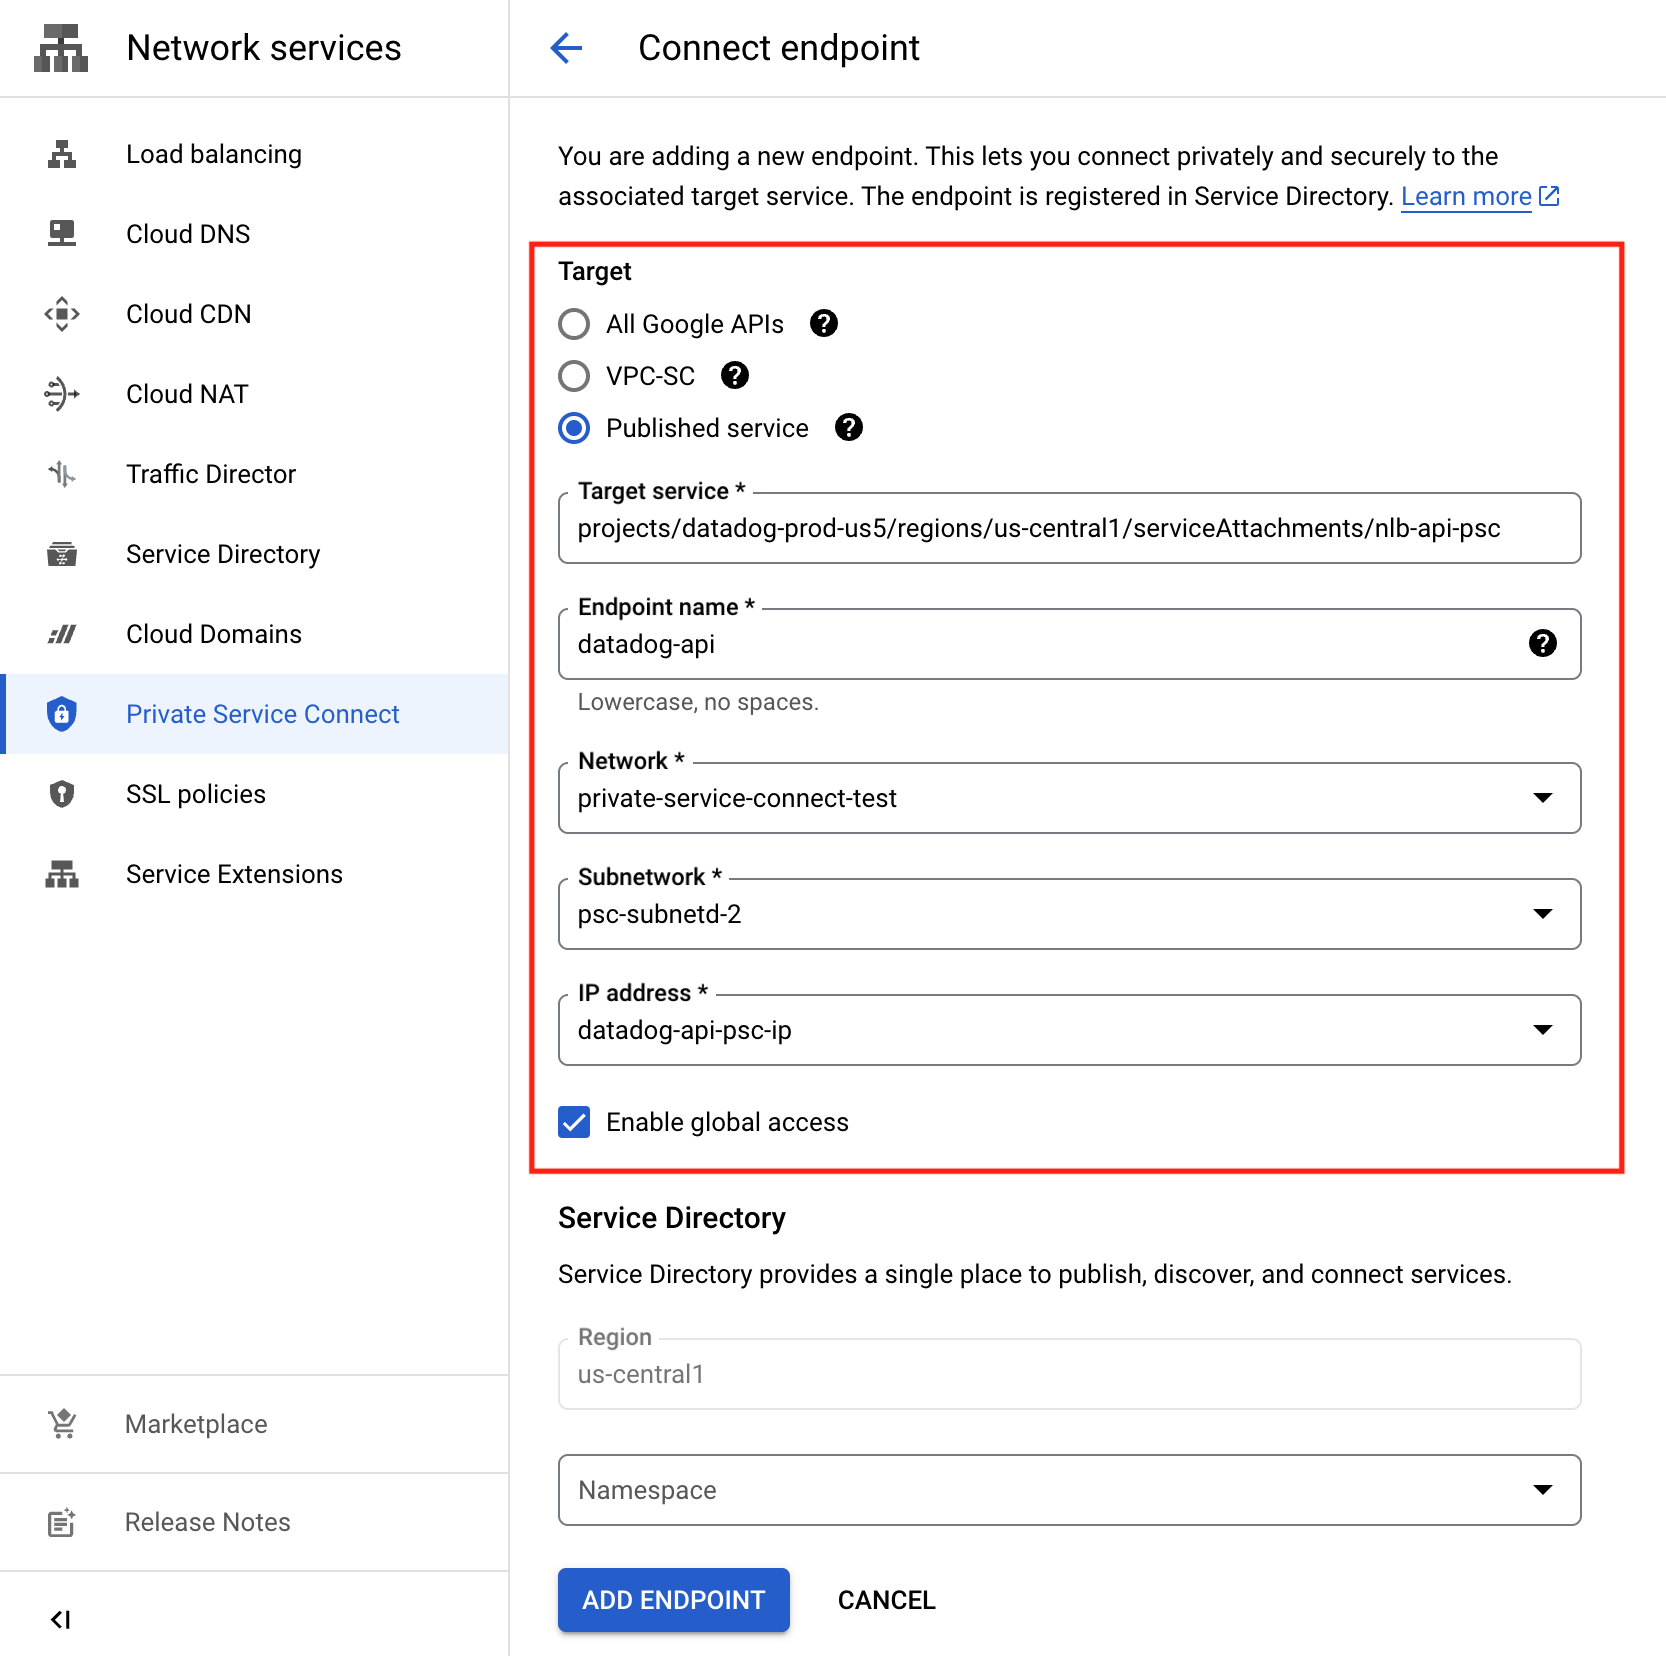 Network services
Load balancing
Cloud DNS
Cloud CDN
Cloud NAT
Traffic Director
Service Directory
Cloud Domains
Private Service Connect
SSL policies
Service Extensions
Marketplace
Release Notes
Connect endpoint
You are adding a new endpoint. This lets you connect privately and securely to the
associated target service. The endpoint is registered in Service Directory. Learn more
Target
All Google APIs ?
VPC-SC ?
Published service ?
Target service *
projects/datadog-prod-us5/regions/us-central1/serviceAttachments/nlb-api-psc
Endpoint name *
datadog-api ?
Lowercase, no spaces.
Network *
private-service-connect-test
Subnetwork *
psc-subnetd-2
IP address *
datadog-api-psc-ip
Enable global access
Service Directory
Service Directory provides a single place to publish, discover, and connect services.
Region
us-central1
Namespace
ADD ENDPOINT CANCEL